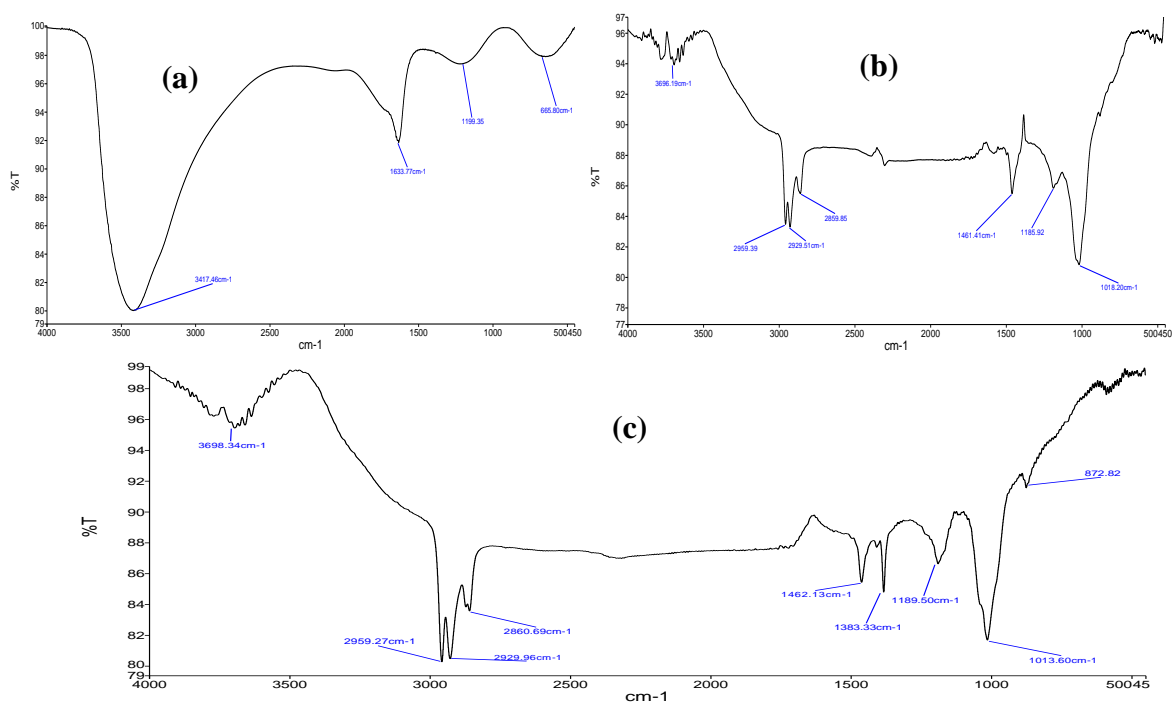 (a)
100
98
96
94
92
90
88
86
84
82
80
79
%T
4000
3500
3000
2500
2000
1500
1000
500450
cm-1
3417.46cm-1
1633.77cm-1
1199.35
665.80cm-1
(b)
97
96
94
92
90
88
86
84
82
80
78
77
%T
4000
3500
3000
2500
2000
1500
1000
500450
cm-1
3696.19cm-1
2959.39
2929.51cm-1
2859.85
1461.41cm-1
1185.92
1018.20cm-1
(c)
99
98
96
94
92
90
88
86
84
82
80
79
%T
4000
3500
3000
2500
2000
1500
1000
50045
cm-1
3698.34cm-1
2959.27cm-1
2929.96cm-1
2860.69cm-1
1462.13cm-1
1383.33cm-1
1189.50cm-1
1013.60cm-1
872.82